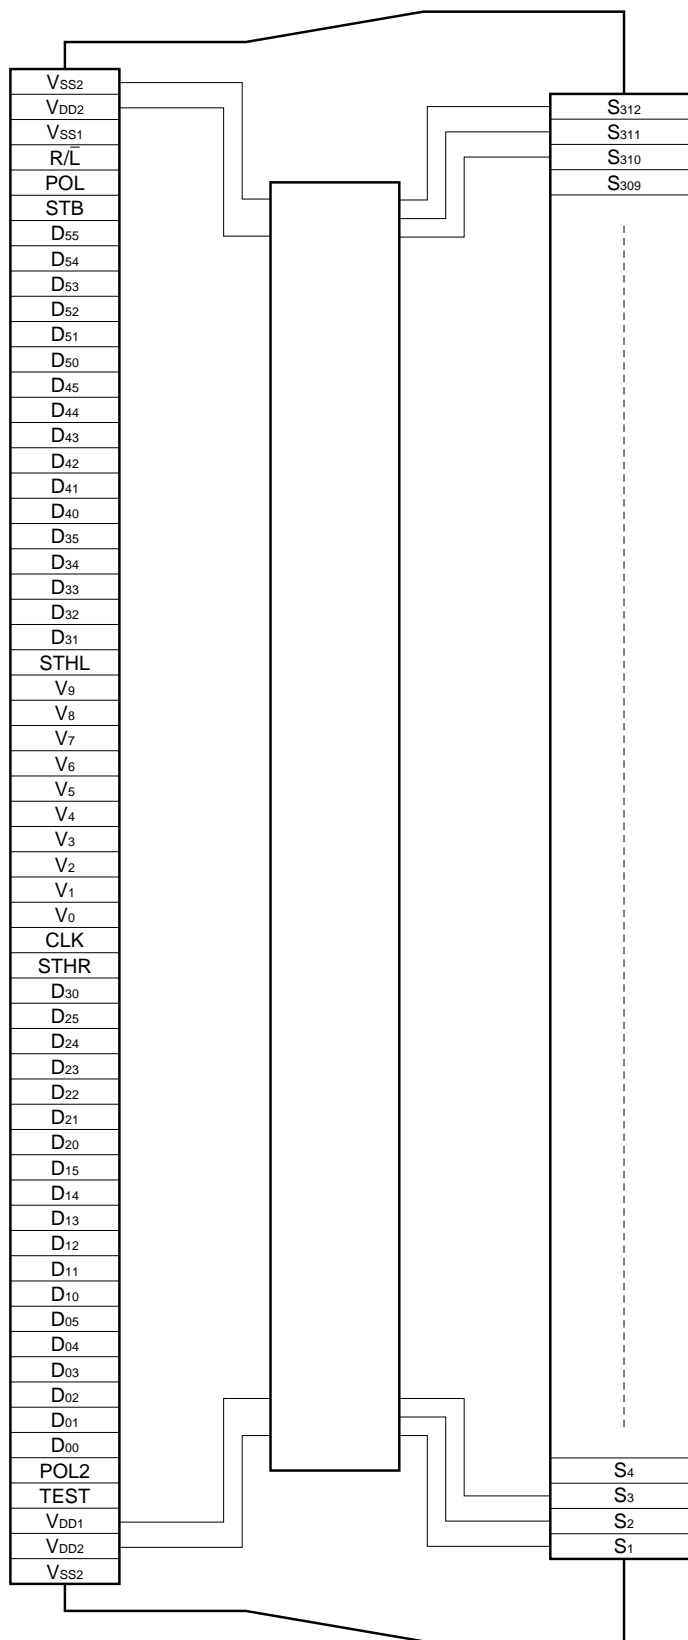 VSS2
VDD2
VSS1
R/L̅
POL
STB
D55
D54
D53
D52
D51
D50
D45
D44
D43
D42
D41
D40
D35
D34
D33
D32
D31
STHL
V9
V8
V7
V6
V5
V4
V3
V2
V1
V0
CLK
STHR
D30
D25
D24
D23
D22
D21
D20
D15
D14
D13
D12
D11
D10
D05
D04
D03
D02
D01
D00
POL2
TEST
VDD1
VDD2
VSS2
S312
S311
S310
S309
S4
S3
S2
S1